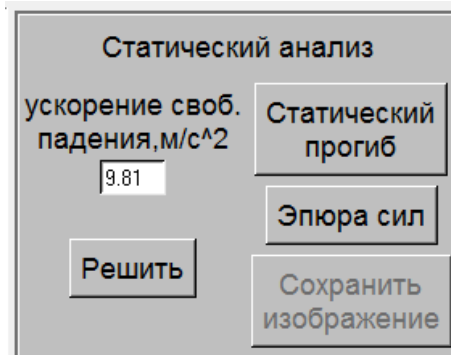 Статический анализ
ускорение своб.
падения,м/с^2
9.81
Решить
Статический
прогиб
Эпюра сил
Сохранить
изображение